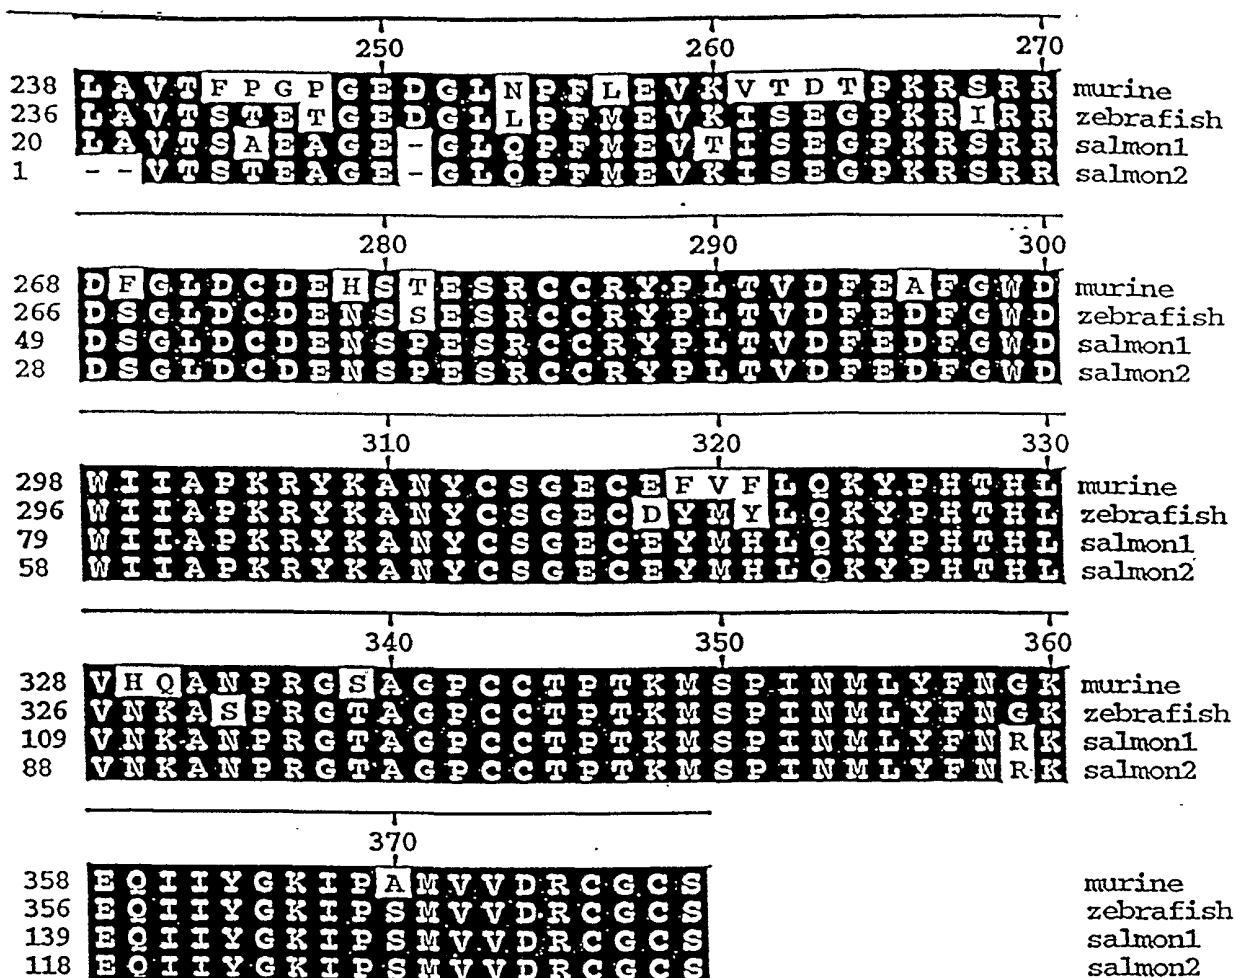 250 260 270
238 LAVTFPGPGEDGLNPFLEVKVTDTPKRSRR murine
236 LAVTSTETGEDGLLPFMEVKISEGPKRIRR zebrafish
20 LAVTSAEAGE-GLQPFMEVTISEGPKRSRR salmon1
1 --VTSTEAGE-GLQPFMEVKISEGPKRSRR salmon2
280 290 300
268 DFGLDCDEHSTESRCCRYPLTVDFEAFGWD murine
266 DSGLDCDENSSESRCCRYPLTVDFEDFGWD zebrafish
49 DSGLDCDENSPESRCCRYPLTVDFEDFGWD salmon1
28 DSGLDCDENSPESRCCRYPLTVDFEDFGWD salmon2
310 320 330
298 WIIAPKRYKANYCSGECEFVFLQKYPHTHL murine
296 WIIAPKRYKANYCSGECDYMYLQKYPHTHL zebrafish
79 WIIAPKRYKANYCSGECEYMHLQKYPHTHL salmon1
58 WIIAPKRYKANYCSGECEYMHLQKYPHTHL salmon2
340 350 360
328 VHQANPRGSAGPCCTPTKMSPINMLYFNGK murine
326 VNKASPRGTAGPCCTPTKMSPINMLYFNGK zebrafish
109 VNKANPRGTAGPCCTPTKMSPINMLYFNRK salmon1
88 VNKANPRGTAGPCCTPTKMSPINMLYFNRK salmon2
370
358 EQIIYGKIPAMVVDRCGCS murine
356 EQIIYGKIPSMVVDRCGCS zebrafish
139 EQIIYGKIPSMVVDRCGCS salmon1
118 EQIIYGKIPSMVVDRCGCS salmon2